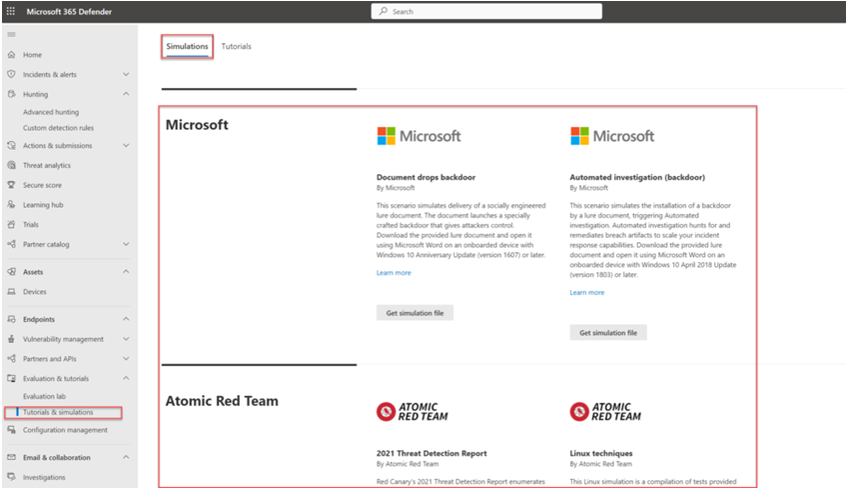 Microsoft 365 Defender
Search
Home
Incidents & alerts
Hunting
Advanced hunting
Custom detection rules
Actions & submissions
Threat analytics
Secure score
Learning hub
Trials
Partner catalog
Assets
Devices
Endpoints
Vulnerability management
Partners and APIs
Evaluation & tutorials
Evaluation lab
Tutorials & simulations
Configuration management
Email & collaboration
Investigations
Simulations
Tutorials
Microsoft
Microsoft
Document drops backdoor
By Microsoft
This scenario simulates delivery of a socially engineered
lure document. The document launches a specially
crafted backdoor that gives attackers control.
Download the provided lure document and open it
using Microsoft Word on an onboarded device with
Windows 10 Anniversary Update (version 1607) or later.
Learn more
Get simulation file
Microsoft
Automated investigation (backdoor)
By Microsoft
This scenario simulates the installation of a backdoor
by a lure document, triggering Automated
investigation. Automated investigation hunts for and
remediates breach artifacts to scale your incident
response capabilities. Download the provided lure
document and open it using Microsoft Word on an
onboarded device with Windows 10 April 2018 Update
(version 1803) or later.
Learn more
Get simulation file
Atomic Red Team
ATOMIC
RED TEAM
2021 Threat Detection Report
By Atomic Red Team
Red Canary's 2021 Threat Detection Report enumerates
ATOMIC
RED TEAM
Linux techniques
By Atomic Red Team
This Linux simulation is a compilation of tests provided